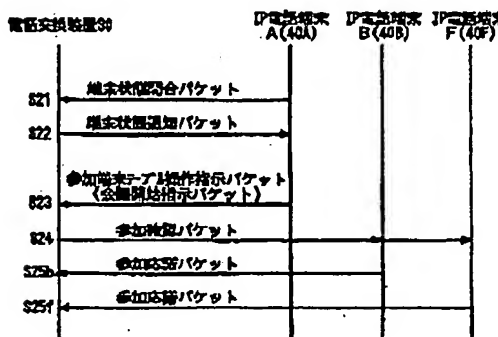 電話交換装置30
IP電話端末
A(40A)
IP電話端末
B(40B)
IP電話端末
F(40F)
端末状態問合パケット
S21
端末状態通知パケット
S22
参加端末テーブル操作指示パケット
(会議開始指示パケット)
S23
参加確認パケット
S24
参加応諾パケット
S25b
参加応諾パケット
S25f